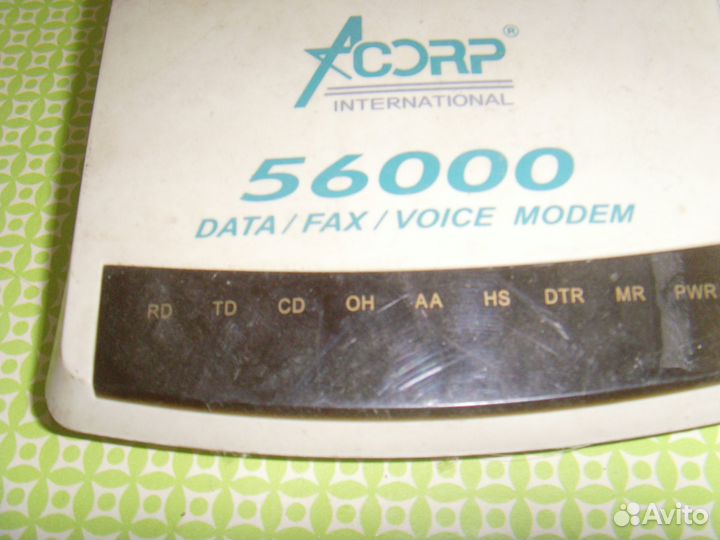 ACORP®
INTERNATIONAL
56000
DATA / FAX / VOICE MODEM
RD TD CD OH AA HS DTR MR PWR
Avito